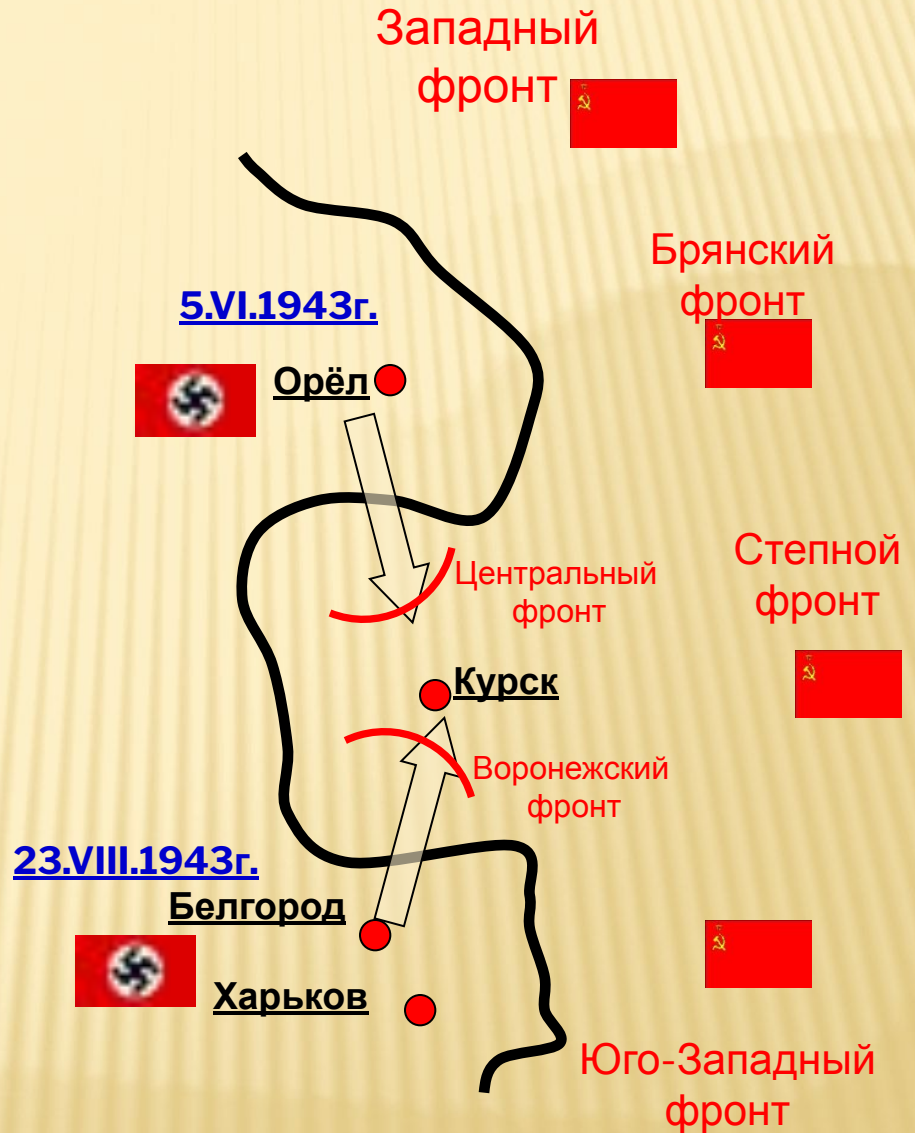 Западный
фронт
Брянский
фронт
5.VI.1943г.
Орёл
Центральный
фронт
Степной
фронт
Курск
Воронежский
фронт
23.VIII.1943г.
Белгород
Харьков
Юго-Западный
фронт